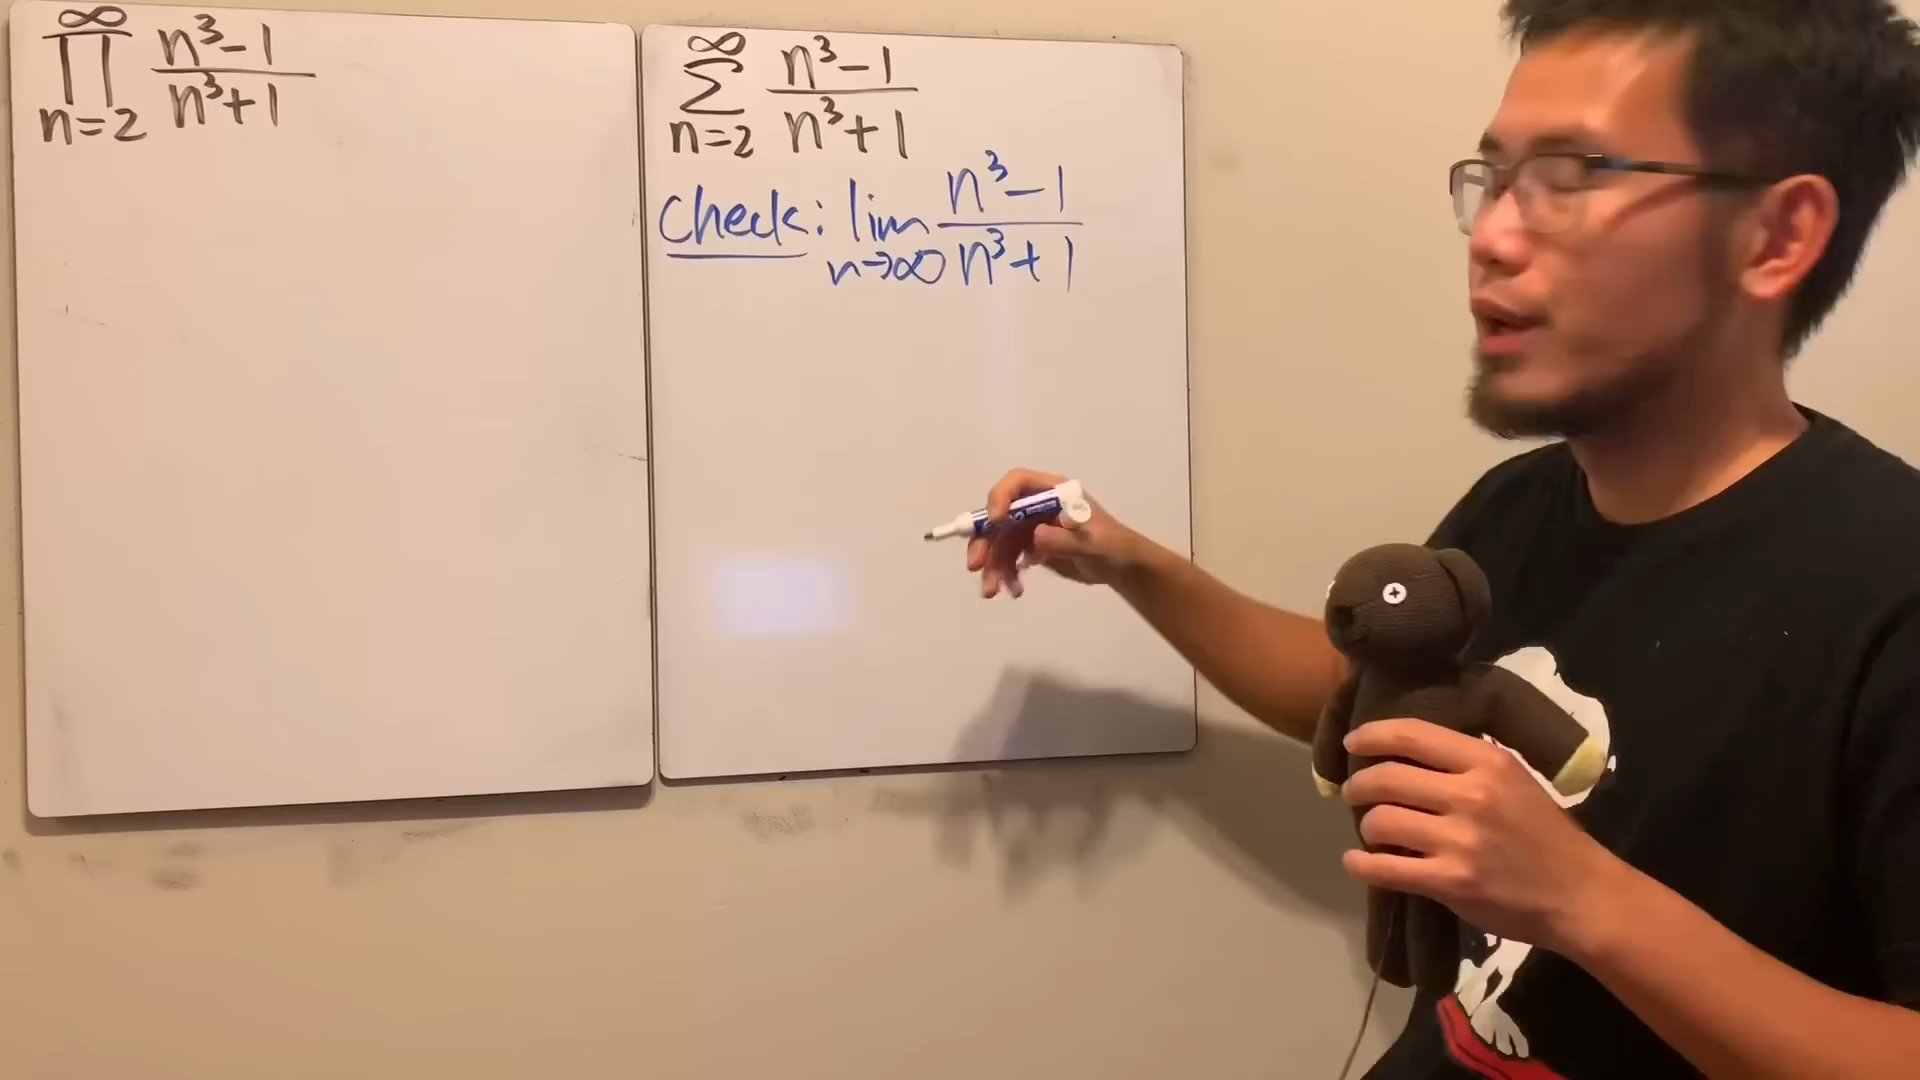 ∞
∏ n³-1
n=2 n³+1
∞
∑ n³-1
n=2 n³+1
Check: lim n³-1
n→∞ n³+1